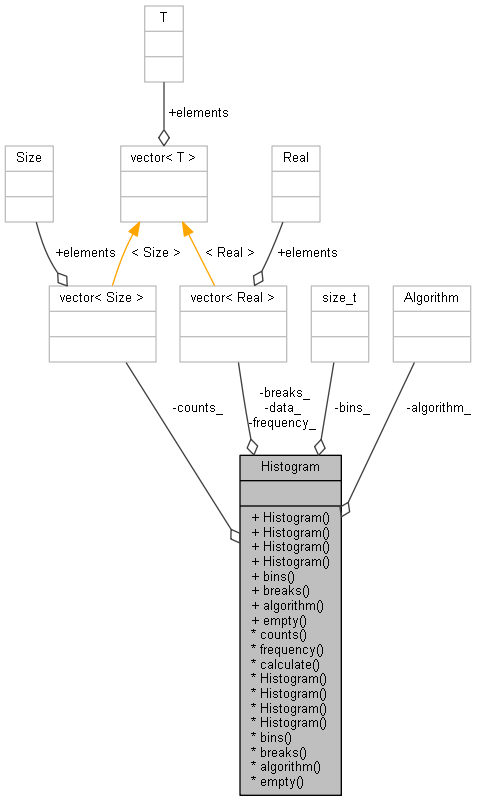 T
+elements
Size
vector< T >
Real
+elements
< Size >
< Real >
+elements
vector< Size >
vector< Real >
size_t
Algorithm
-counts_
-breaks_
-data_
-frequency_
-bins_
-algorithm_
Histogram
+ Histogram()
+ Histogram()
+ Histogram()
+ Histogram()
+ bins()
+ breaks()
+ algorithm()
+ empty()
* counts()
* frequency()
* calculate()
* Histogram()
* Histogram()
* Histogram()
* Histogram()
* bins()
* breaks()
* algorithm()
* empty()